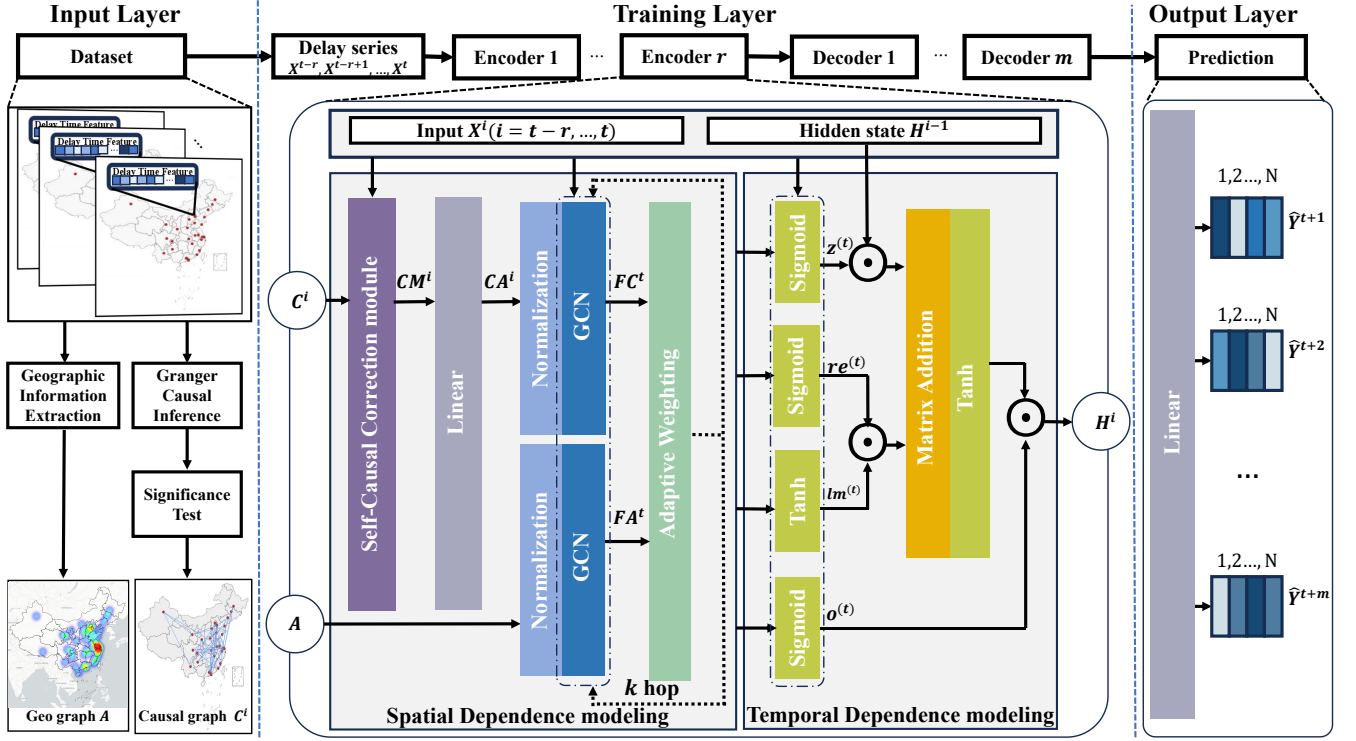 Input Layer
Training Layer
Output Layer
Dataset
Delay series
X^{t−r}, X^{t−r+1}, ..., X^t
Encoder 1
...
Encoder r
Decoder 1
...
Decoder m
Prediction
Delay Time Feature
Delay Time Feature
Delay Time Feature
...
Geographic
Information
Extraction
Granger
Causal
Inference
Significance
Test
Geo graph A
Causal graph C^i
Input X^i(i = t − r, ..., t)
Hidden state H^{i−1}
C^i
A
Self-Causal Correction module
CM^i
Linear
CA^i
Normalization
GCN
FC^t
Normalization
GCN
FA^t
Adaptive Weighting
k hop
Spatial Dependence modeling
Sigmoid
z^{(t)}
Sigmoid
re^{(t)}
Tanh
lm^{(t)}
Sigmoid
o^{(t)}
Matrix Addition
Tanh
Temporal Dependence modeling
H^i
Linear
1,2..., N
Ŷ^{t+1}
1,2..., N
Ŷ^{t+2}
...
1,2..., N
Ŷ^{t+m}